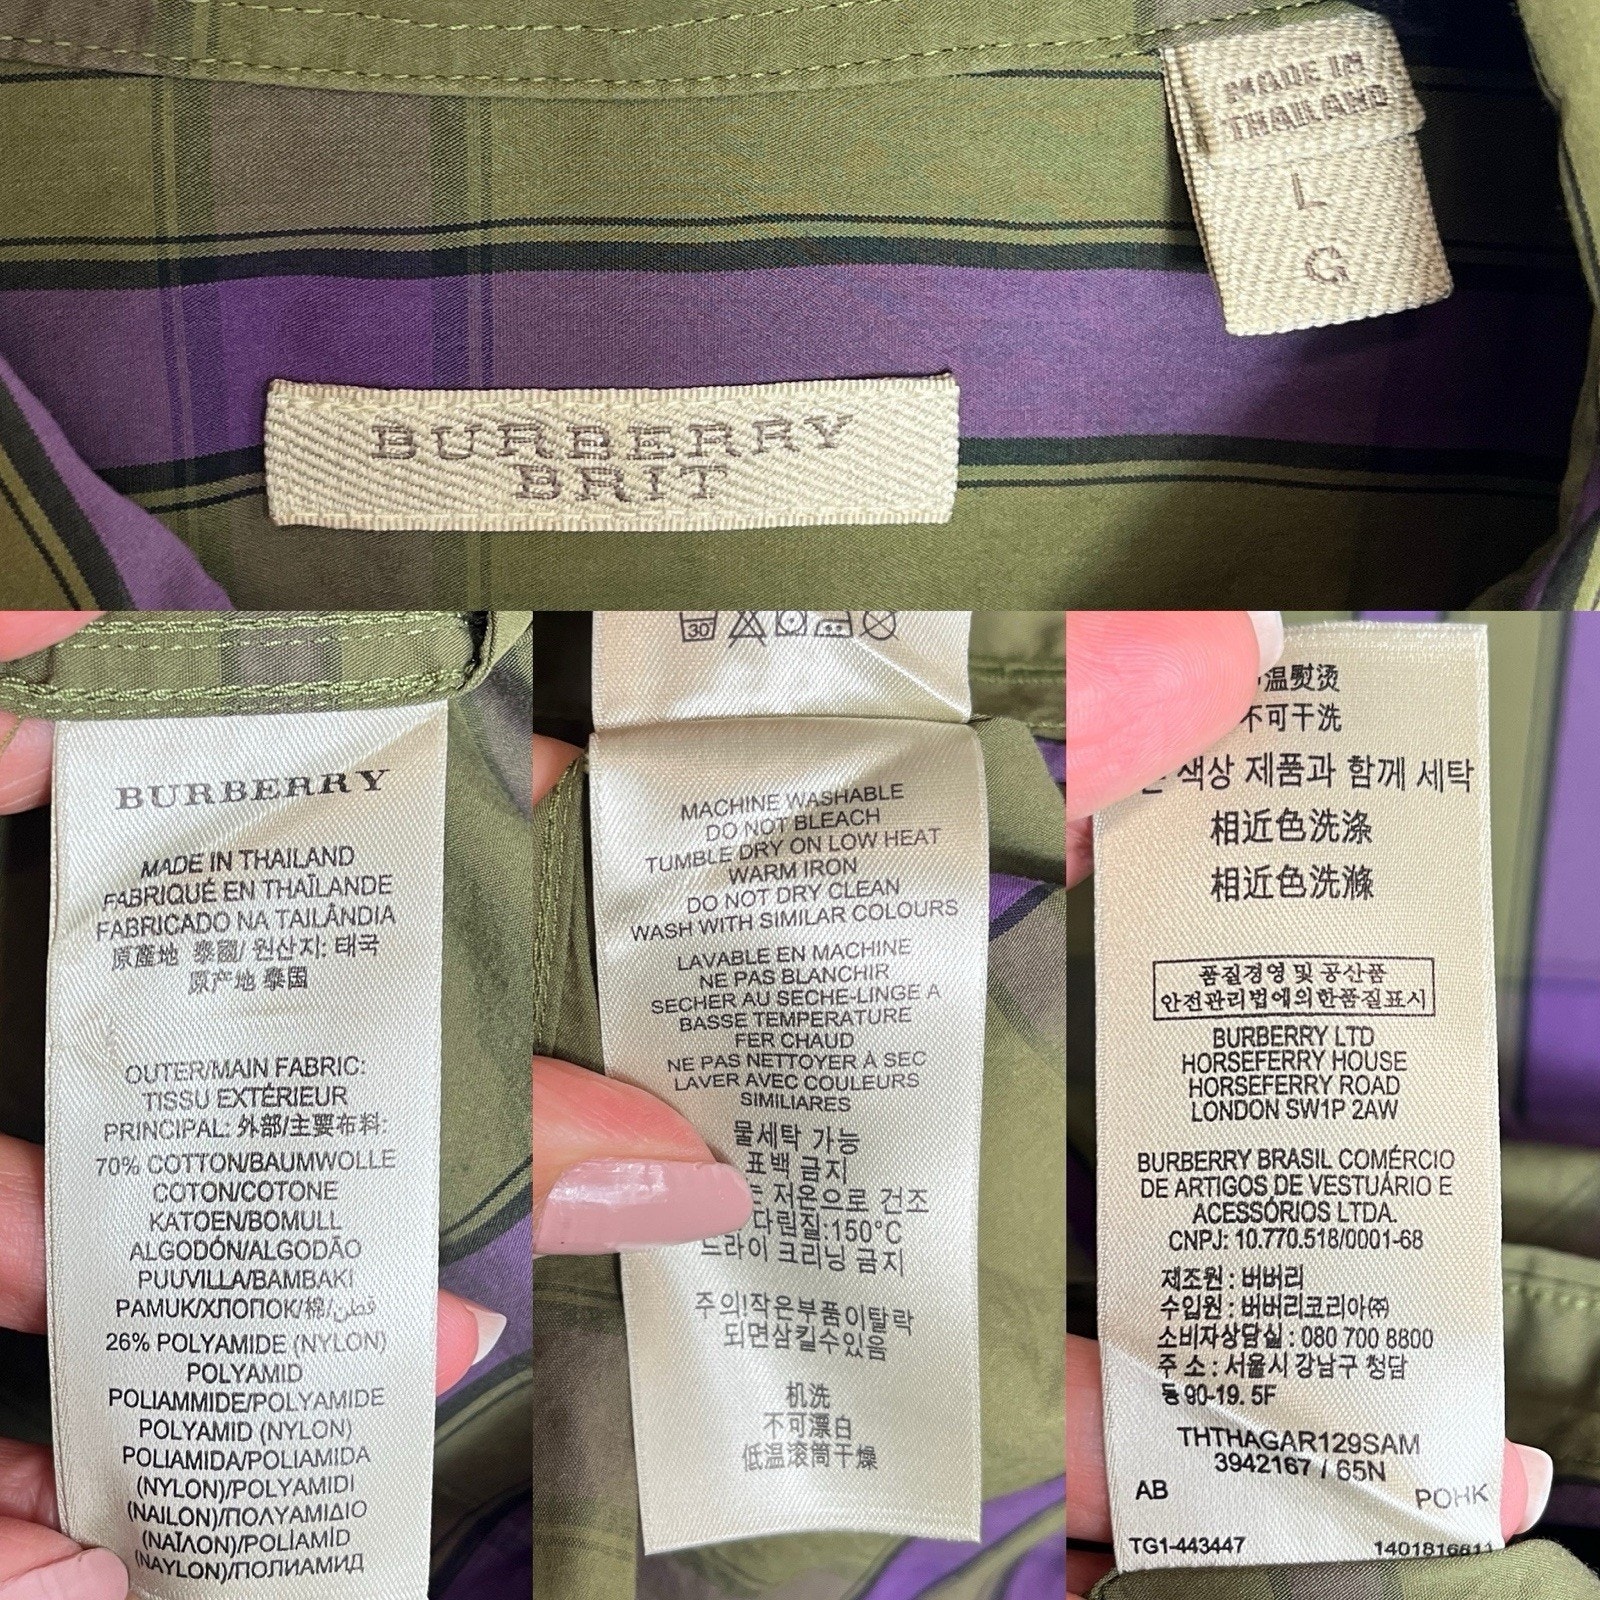 MADE IN
THAILAND
L
G
BURBERRY
BRIT
BURBERRY
MADE IN THAILAND
FABRIQUÉ EN THAÏLANDE
FABRICADO NA TAILÂNDIA
原產地 泰國/ 원산지: 태국
原产地 泰国
OUTER/MAIN FABRIC:
TISSU EXTÉRIEUR
PRINCIPAL: 外部/主要布料:
70% COTTON/BAUMWOLLE
COTON/COTONE
KATOEN/BOMULL
ALGODÓN/ALGODÃO
PUUVILLA/BAMBAKI
PAMUK/ХЛОПОК/棉/قطن
26% POLYAMIDE (NYLON)
POLYAMID
POLIAMMIDE/POLYAMIDE
POLYAMID (NYLON)
POLIAMIDA/POLIAMIDA
(NYLON)/POLYAMIDI
(NAILON)/ΠΟΛΥΑΜΙΔΙΟ
(ΝΑΪΛΟΝ)/POLİAMİD
(NAYLON)/ПОЛИАМИД
30
MACHINE WASHABLE
DO NOT BLEACH
TUMBLE DRY ON LOW HEAT
WARM IRON
DO NOT DRY CLEAN
WASH WITH SIMILAR COLOURS
LAVABLE EN MACHINE
NE PAS BLANCHIR
SECHER AU SECHE-LINGE A
BASSE TEMPERATURE
FER CHAUD
NE PAS NETTOYER À SEC
LAVER AVEC COULEURS
SIMILIARES
물세탁 가능
표백 금지
저온으로 건조
다림질:150°C
드라이 크리닝 금지
주의!작은부품이탈락
되면삼킬수있음
机洗
不可漂白
低温滚筒干燥
温熨烫
不可干洗
색상 제품과 함께 세탁
相近色洗涤
相近色洗滌
품질경영 및 공산품
안전관리법에의한품질표시
BURBERRY LTD
HORSEFERRY HOUSE
HORSEFERRY ROAD
LONDON SW1P 2AW
BURBERRY BRASIL COMÉRCIO
DE ARTIGOS DE VESTUÁRIO E
ACESSÓRIOS LTDA.
CNPJ: 10.770.518/0001-68
제조원 : 버버리
수입원 : 버버리코리아㈜
소비자상담실 : 080 700 8800
주 소 : 서울시 강남구 청담
동 90-19. 5F
THTHAGAR129SAM
3942167 / 65N
AB
POHK
TG1-443447
1401816811